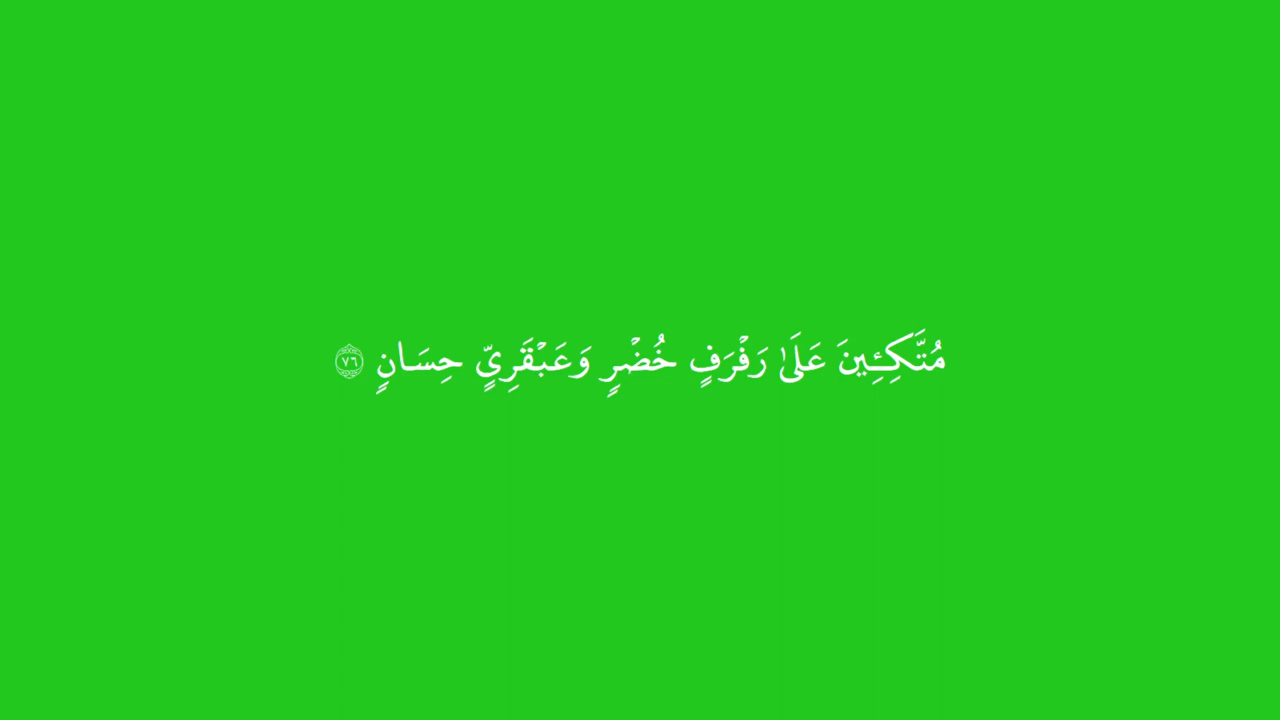 مُتَّكِـِٔينَ عَلَىٰ رَفْرَفٍ خُضْرٍ وَعَبْقَرِيٍّ حِسَانٍ ٧٦